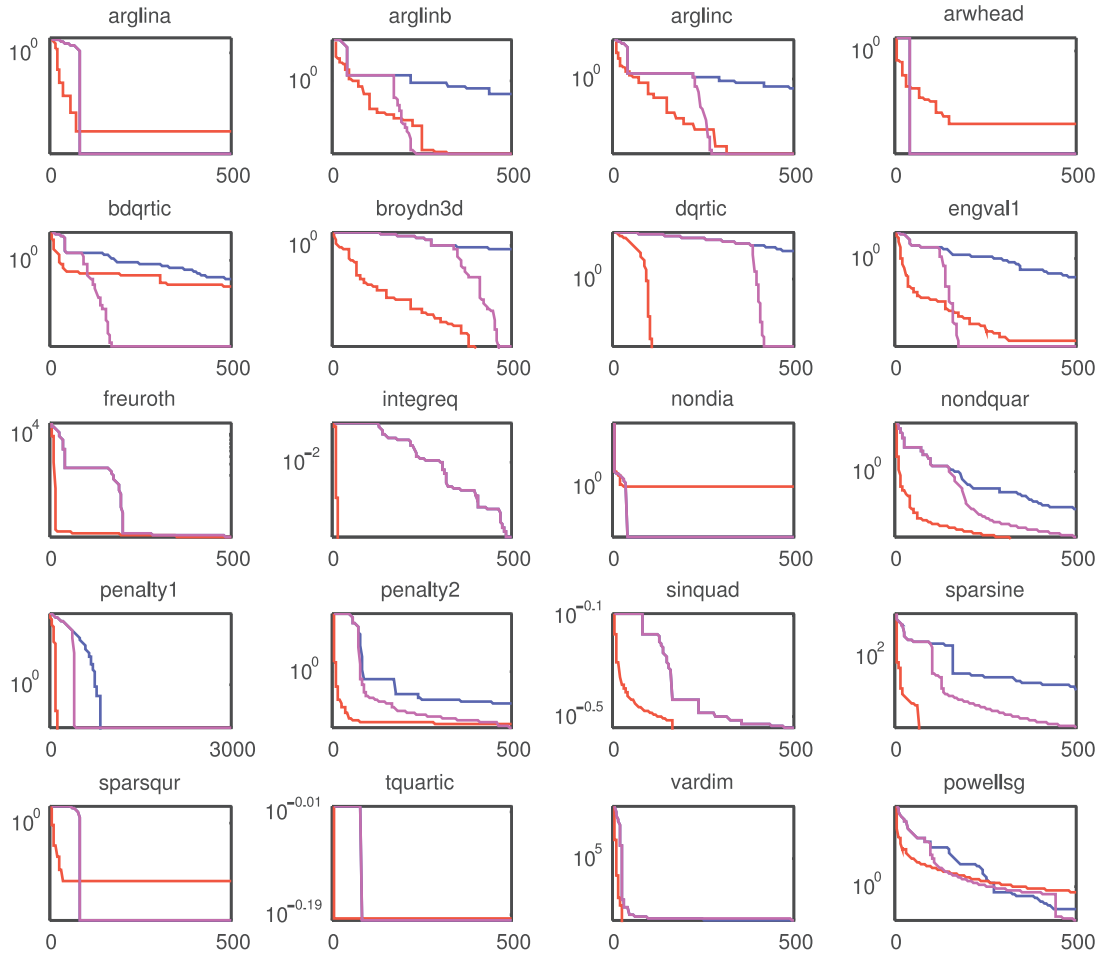 arglina arglinb arglinc arwhead
10^0 10^0 10^0 10^0
0 500 0 500 0 500 0 500
bdqrtic broydn3d dqrtic engval1
10^0 10^0 10^0 10^0
0 500 0 500 0 500 0 500
freuroth integreq nondia nondquar
10^4 10^-2 10^0 10^0
0 500 0 500 0 500 0 500
penalty1 penalty2 sinquad sparsine
10^0 10^0 10^-0.1 10^-0.5 10^2
0 3000 0 500 0 500 0 500
sparsqur tquartic vardim powellsg
10^0 10^-0.01 10^-0.19 10^5 10^0
0 500 0 500 0 500 0 500